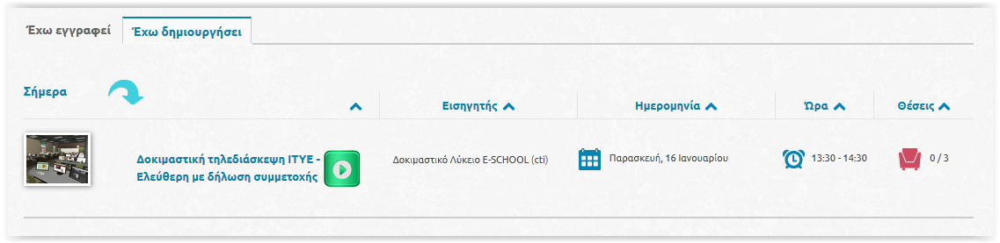 Έχω εγγραφεί Έχω δημιουργήσει
Σήμερα
Εισηγητής Ημερομηνία Ώρα Θέσεις
Δοκιμαστική τηλεδιάσκεψη ΙΤΥΕ -
Ελεύθερη με δήλωση συμμετοχής
Δοκιμαστικό Λύκειο E-SCHOOL (cti)
Παρασκευή, 16 Ιανουαρίου
13:30 - 14:30
0 / 3